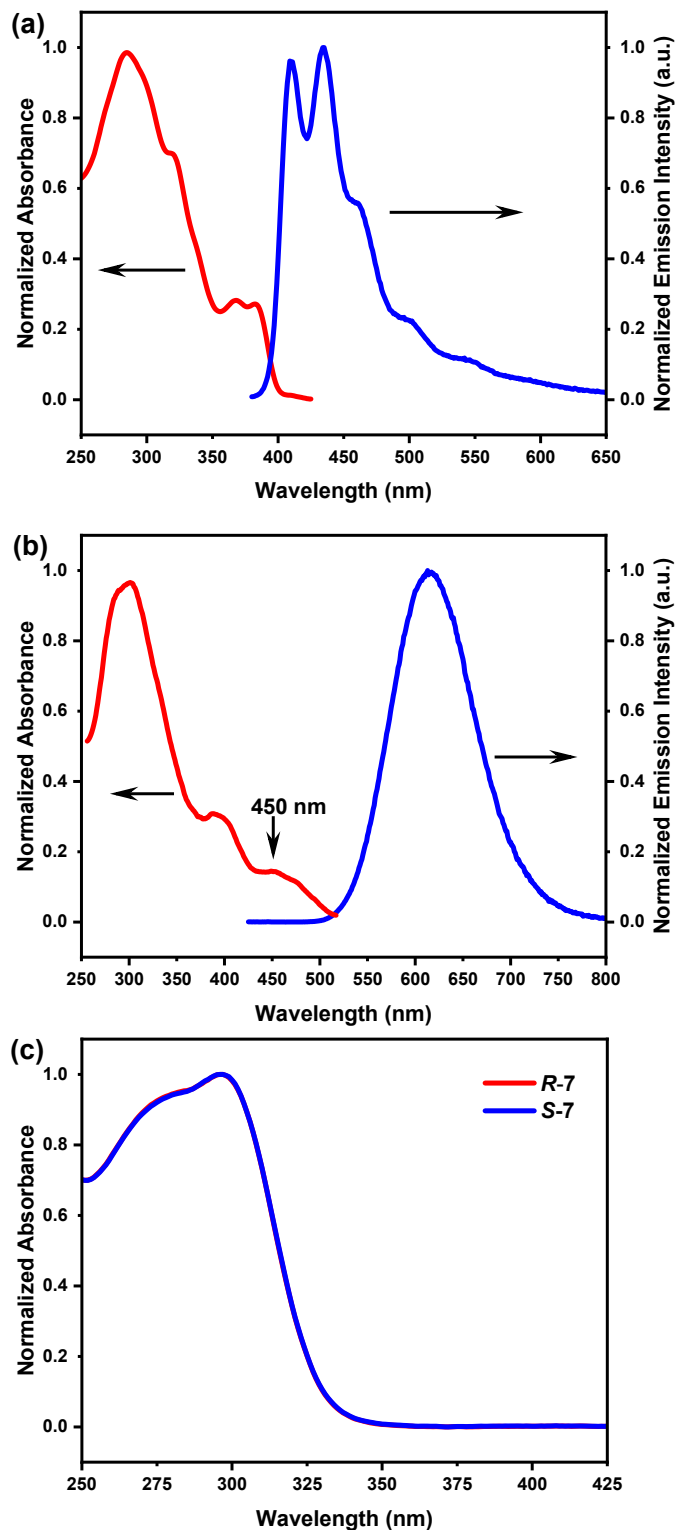 (a)
Normalized Absorbance
1.0
0.8
0.6
0.4
0.2
0.0
1.0
0.8
0.6
0.4
0.2
0.0
Normalized Emission Intensity (a.u.)
250 300 350 400 450 500 550 600 650
Wavelength (nm)
(b)
Normalized Absorbance
1.0
0.8
0.6
0.4
0.2
0.0
450 nm
1.0
0.8
0.6
0.4
0.2
0.0
Normalized Emission Intensity (a.u.)
250 300 350 400 450 500 550 600 650 700 750 800
Wavelength (nm)
(c)
Normalized Absorbance
1.0
0.8
0.6
0.4
0.2
0.0
R-7
S-7
250 275 300 325 350 375 400 425
Wavelength (nm)